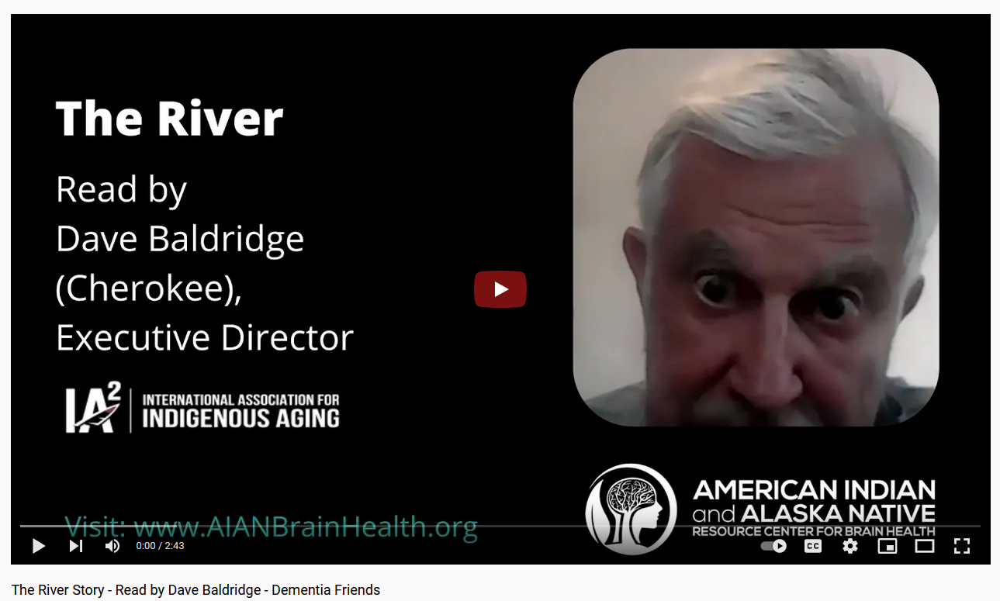 The River
Read by
Dave Baldridge
(Cherokee),
Executive Director
IA2
INTERNATIONAL ASSOCIATION FOR
INDIGENOUS AGING
Visit: www.AIANBrainHealth.org
AMERICAN INDIAN
and ALASKA NATIVE
RESOURCE CENTER FOR BRAIN HEALTH
0:00 / 2:43
CC
The River Story - Read by Dave Baldridge - Dementia Friends